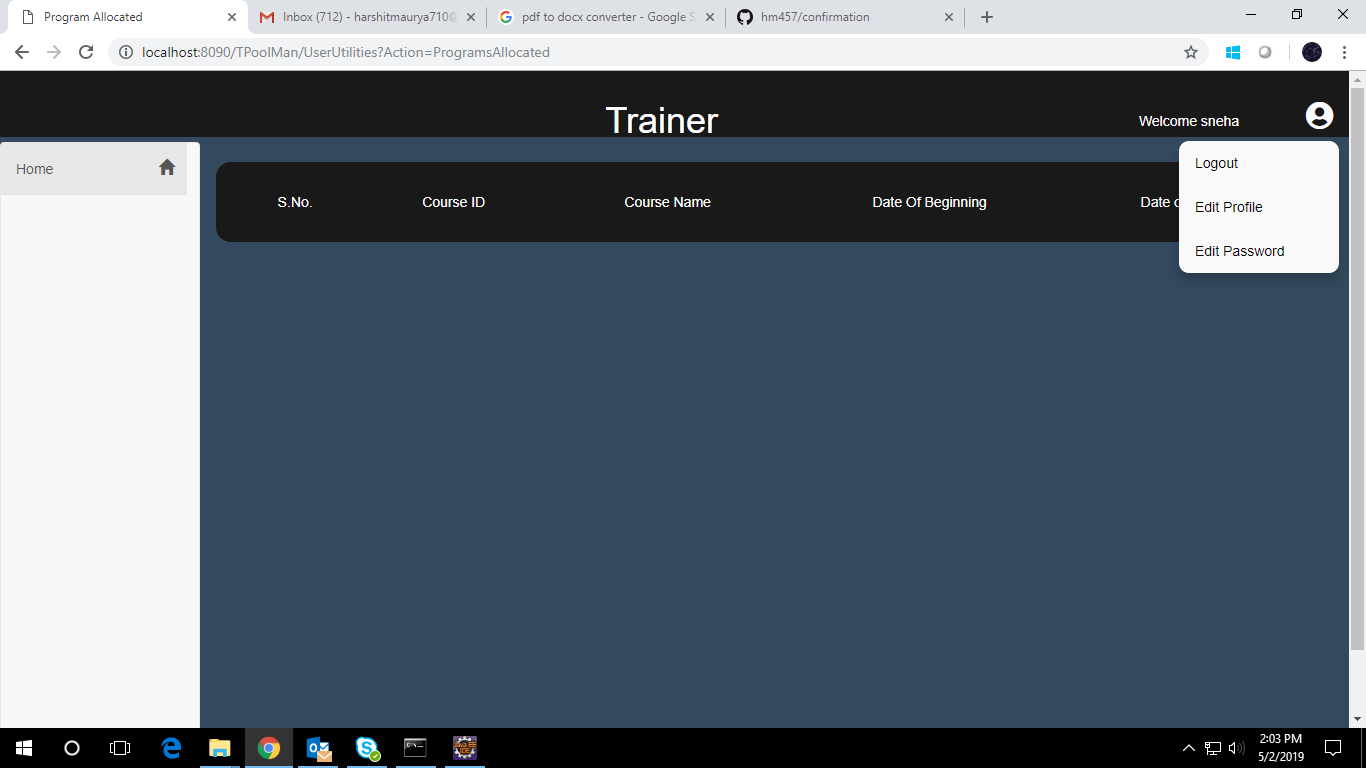 Program Allocated
Inbox (712) - harshitmaurya710@
pdf to docx converter - Google S
hm457/confirmation
localhost:8090/TPoolMan/UserUtilities?Action=ProgramsAllocated
Trainer
Welcome sneha
Home
Logout
Edit Profile
Edit Password
S.No.
Course ID
Course Name
Date Of Beginning
Date o
2:03 PM
5/2/2019